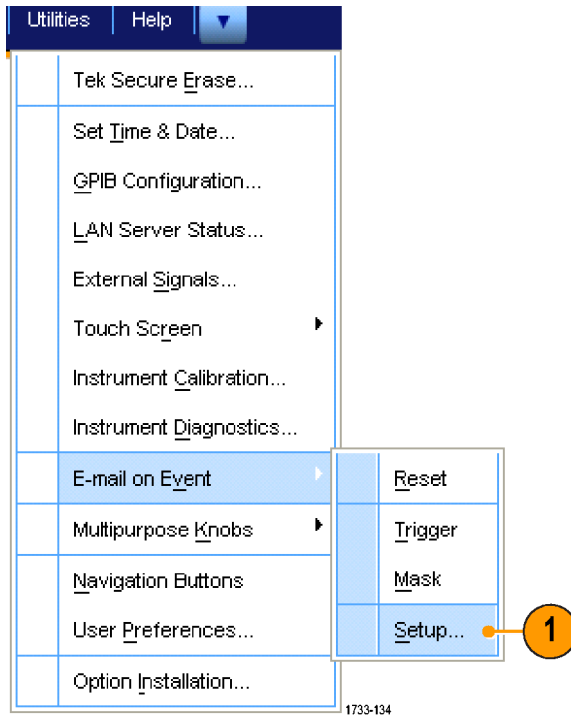 Utilities Help
Tek Secure Erase...
Set Time & Date...
GPIB Configuration...
LAN Server Status...
External Signals...
Touch Screen
Instrument Calibration...
Instrument Diagnostics...
E-mail on Event
Reset
Multipurpose Knobs
Trigger
Navigation Buttons
Mask
User Preferences...
Setup...
1
Option Installation...
1733-134